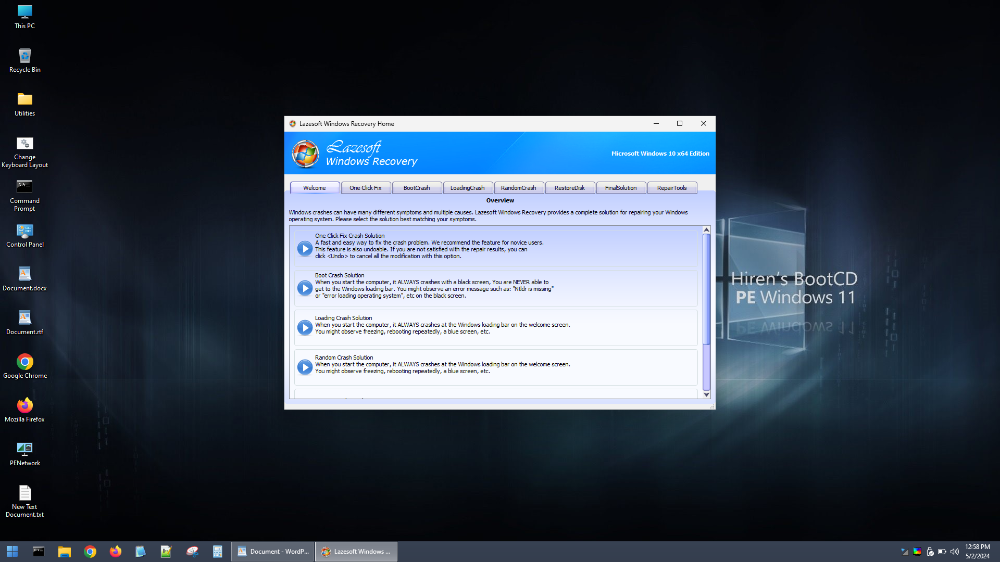 This PC
Recycle Bin
Utilities
Change
Keyboard Layout
Command
Prompt
Control Panel
Document.docx
Document.rtf
Google Chrome
Mozilla Firefox
PENetwork
New Text
Document.txt
Lazesoft Windows Recovery Home
Lazesoft
Windows Recovery
Microsoft Windows 10 x64 Edition
Welcome
One Click Fix
BootCrash
LoadingCrash
RandomCrash
RestoreDisk
FinalSolution
RepairTools
Overview
Windows crashes can have many different symptoms and multiple causes. Lazesoft Windows Recovery provides a complete solution for repairing your Windows
operating system. Please select the solution best matching your symptoms.
One Click Fix Crash Solution
A fast and easy way to fix the crash problem. We recommend the feature for novice users.
This feature is also undoable. If you are not satisfied with the repair results, you can
click <Undo> to cancel all the modification with this option.
Boot Crash Solution
When you start the computer, it ALWAYS crashes with a black screen, You are NEVER able to
get to the Windows loading bar. You might observe an error message such as: "Ntldr is missing"
or "error loading operating system", etc on the black screen.
Loading Crash Solution
When you start the computer, it ALWAYS crashes at the Windows loading bar on the welcome screen.
You might observe freezing, rebooting repeatedly, a blue screen, etc.
Random Crash Solution
When you start the computer, it ALWAYS crashes at the Windows loading bar on the welcome screen.
You might observe freezing, rebooting repeatedly, a blue screen, etc.
Hiren's BootCD
PE Windows 11
Document - WordP...
Lazesoft Windows ...
12:58 PM
5/2/2024